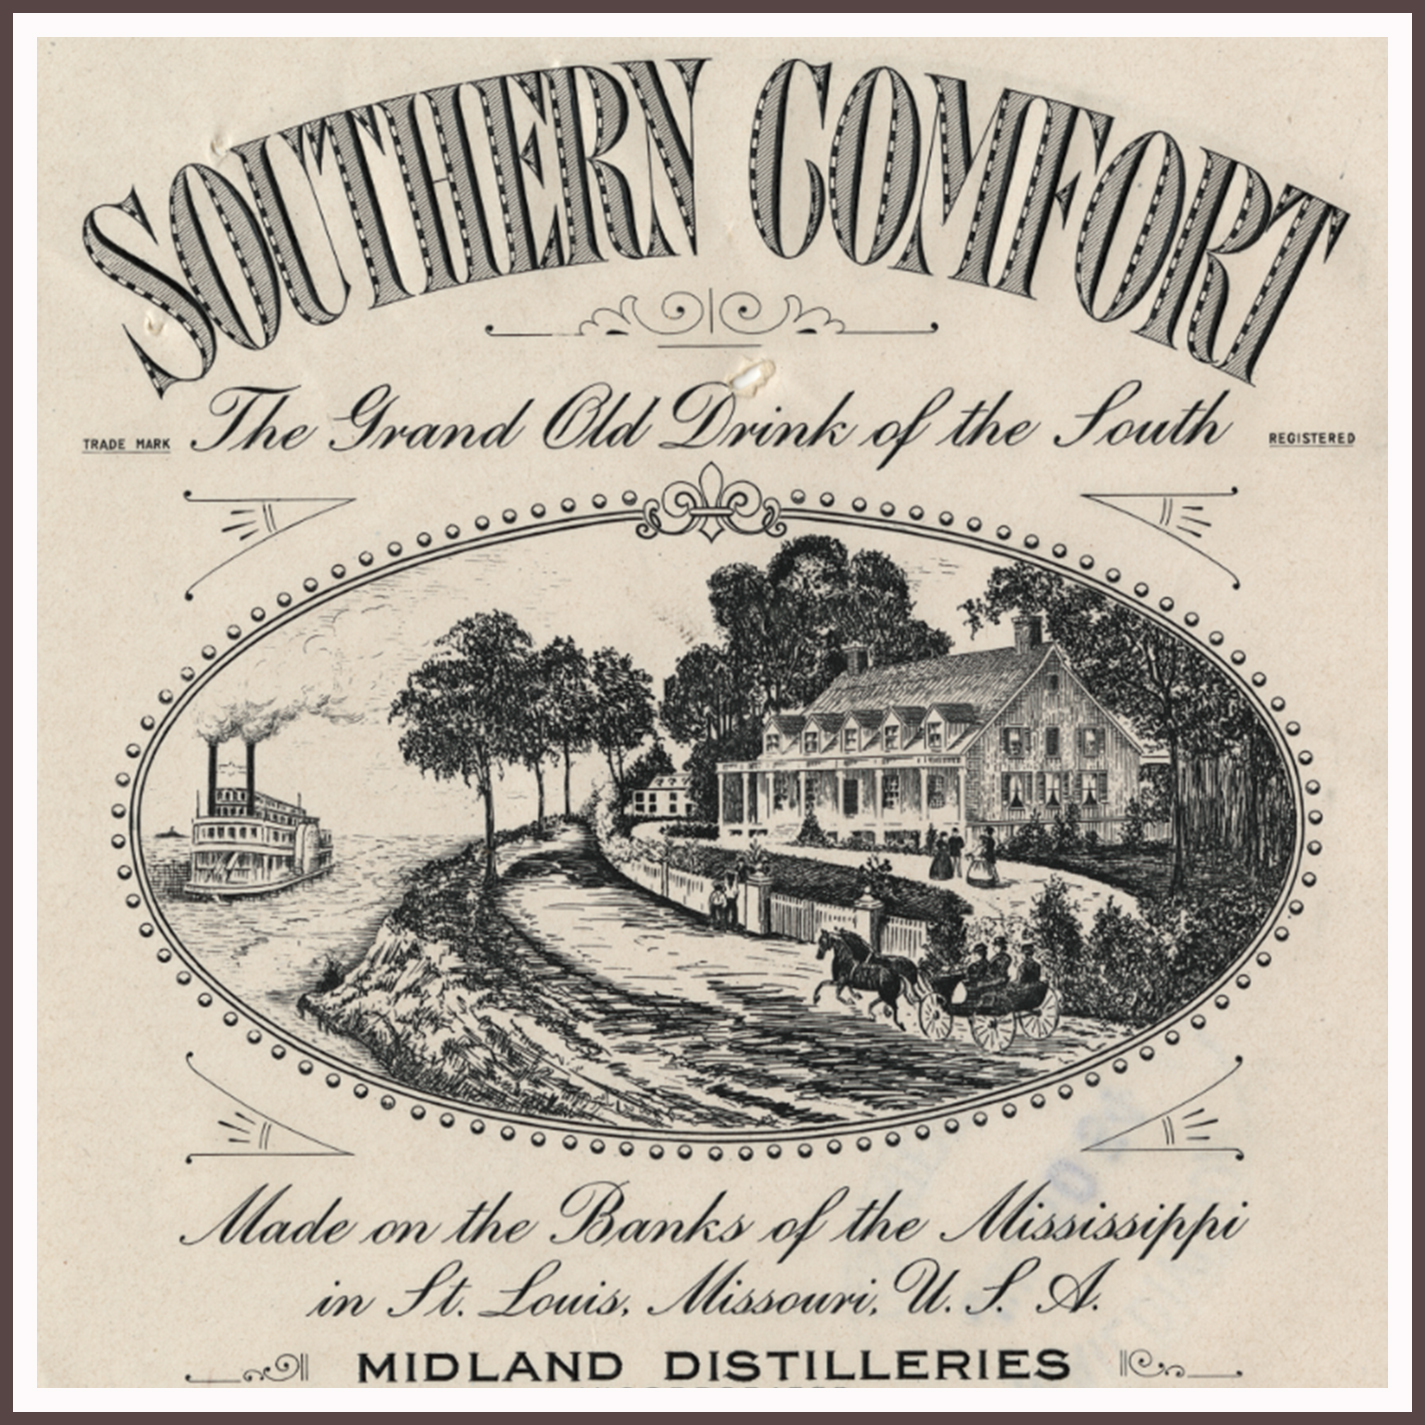 SOUTHERN COMFORT
The Grand Old Drink of the South
TRADE MARK
REGISTERED
Made on the Banks of the Mississippi
in St. Louis, Missouri, U. S. A.
MIDLAND DISTILLERIES